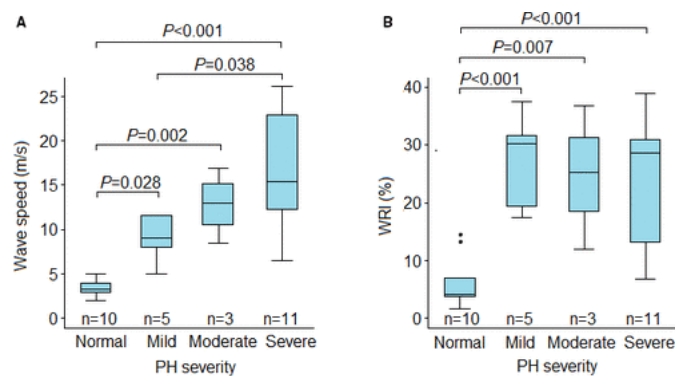 A
P<0.001
P=0.038
P=0.002
P=0.028
Wave speed (m/s)
25
20
15
10
5
0
n=10 n=5 n=3 n=11
Normal Mild Moderate Severe
PH severity
B
P<0.001
P=0.007
P<0.001
WRI (%)
40
30
20
10
0
n=10 n=5 n=3 n=11
Normal Mild Moderate Severe
PH severity